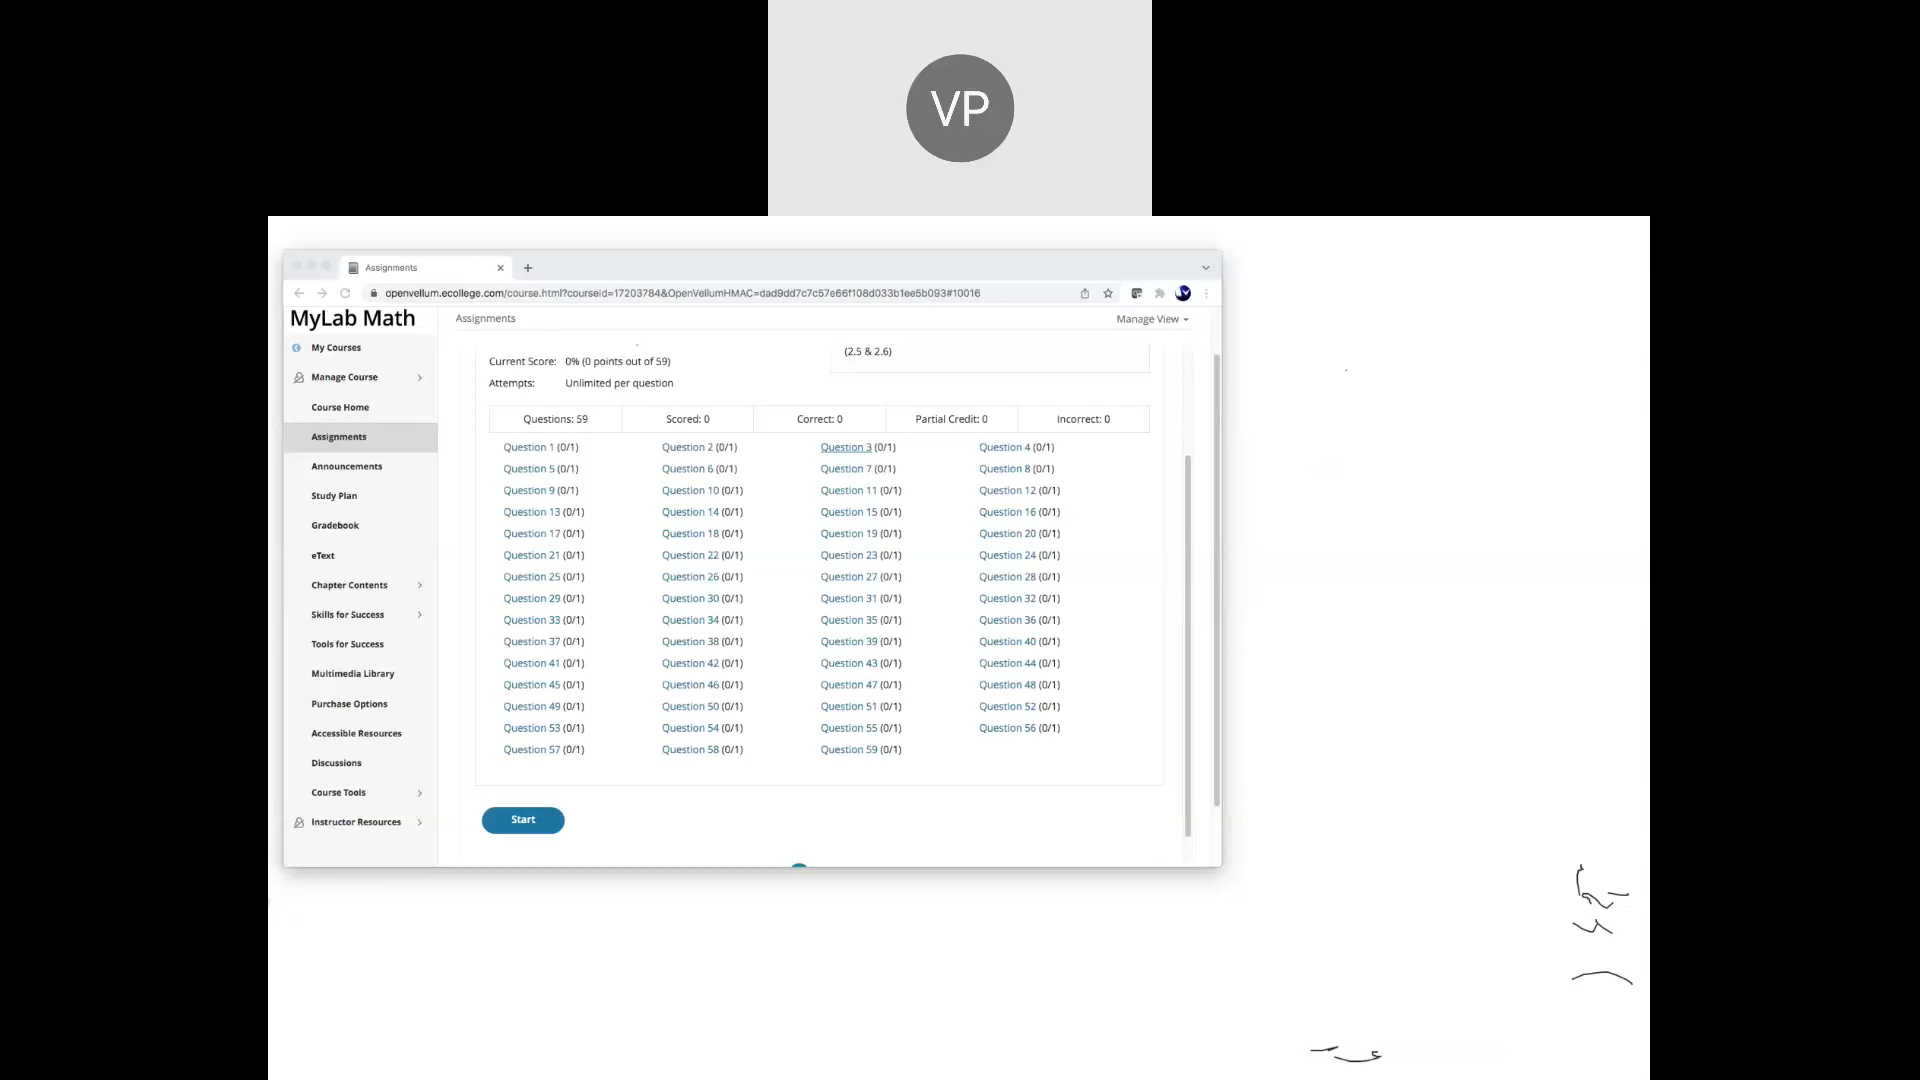 VP
Assignments
openvellum.ecollege.com/course.html?courseId=17203784&OpenVellumHMAC=dad9dd7c7c57e66f108d033b1ee5b093#10016
MyLab Math
Assignments
Manage View
My Courses
Manage Course
Course Home
Assignments
Announcements
Study Plan
Gradebook
eText
Chapter Contents
Skills for Success
Tools for Success
Multimedia Library
Purchase Options
Accessible Resources
Discussions
Course Tools
Instructor Resources
(2.5 & 2.6)
Current Score: 0% (0 points out of 59)
Attempts: Unlimited per question
Questions: 59 Scored: 0 Correct: 0 Partial Credit: 0 Incorrect: 0
Question 1 (0/1) Question 2 (0/1) Question 3 (0/1) Question 4 (0/1)
Question 5 (0/1) Question 6 (0/1) Question 7 (0/1) Question 8 (0/1)
Question 9 (0/1) Question 10 (0/1) Question 11 (0/1) Question 12 (0/1)
Question 13 (0/1) Question 14 (0/1) Question 15 (0/1) Question 16 (0/1)
Question 17 (0/1) Question 18 (0/1) Question 19 (0/1) Question 20 (0/1)
Question 21 (0/1) Question 22 (0/1) Question 23 (0/1) Question 24 (0/1)
Question 25 (0/1) Question 26 (0/1) Question 27 (0/1) Question 28 (0/1)
Question 29 (0/1) Question 30 (0/1) Question 31 (0/1) Question 32 (0/1)
Question 33 (0/1) Question 34 (0/1) Question 35 (0/1) Question 36 (0/1)
Question 37 (0/1) Question 38 (0/1) Question 39 (0/1) Question 40 (0/1)
Question 41 (0/1) Question 42 (0/1) Question 43 (0/1) Question 44 (0/1)
Question 45 (0/1) Question 46 (0/1) Question 47 (0/1) Question 48 (0/1)
Question 49 (0/1) Question 50 (0/1) Question 51 (0/1) Question 52 (0/1)
Question 53 (0/1) Question 54 (0/1) Question 55 (0/1) Question 56 (0/1)
Question 57 (0/1) Question 58 (0/1) Question 59 (0/1)
Start